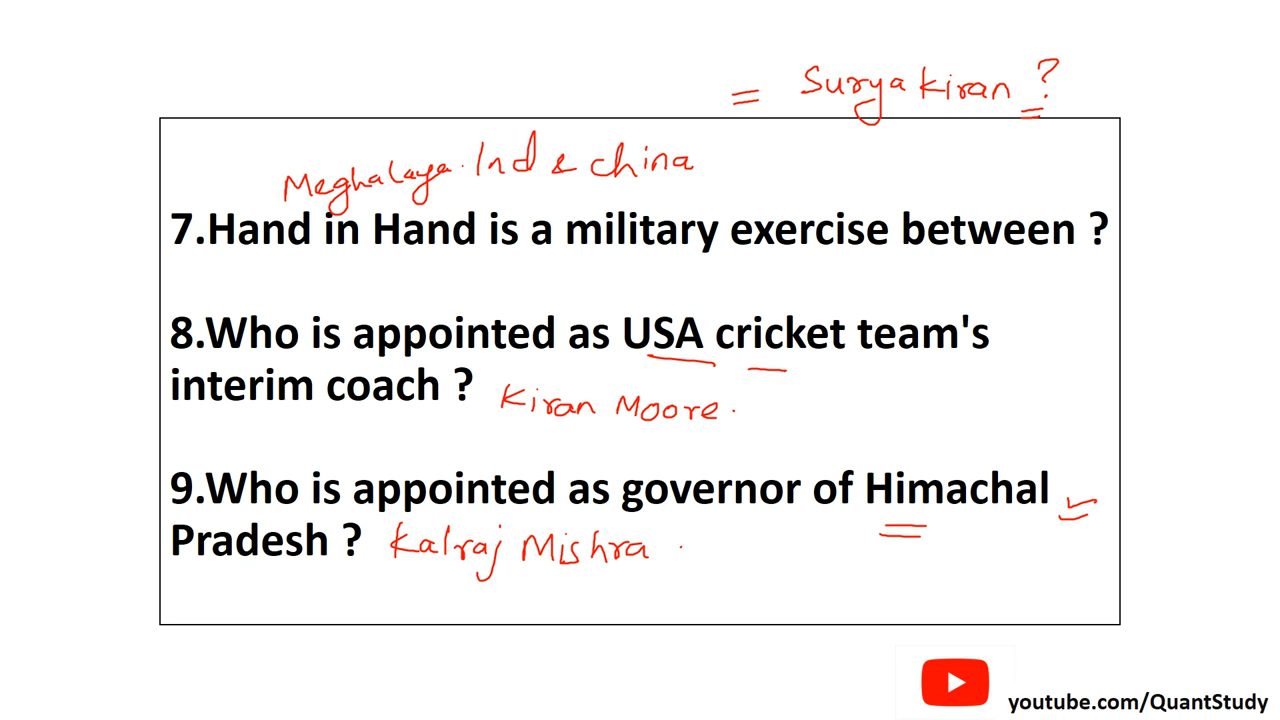 = Suryakiran ?
Meghalaya. Ind & china
7.Hand in Hand is a military exercise between ?
8.Who is appointed as USA cricket team's
interim coach ?
Kiran Moore.
9.Who is appointed as governor of Himachal
Pradesh ? Kalraj Mishra .
youtube.com/QuantStudy